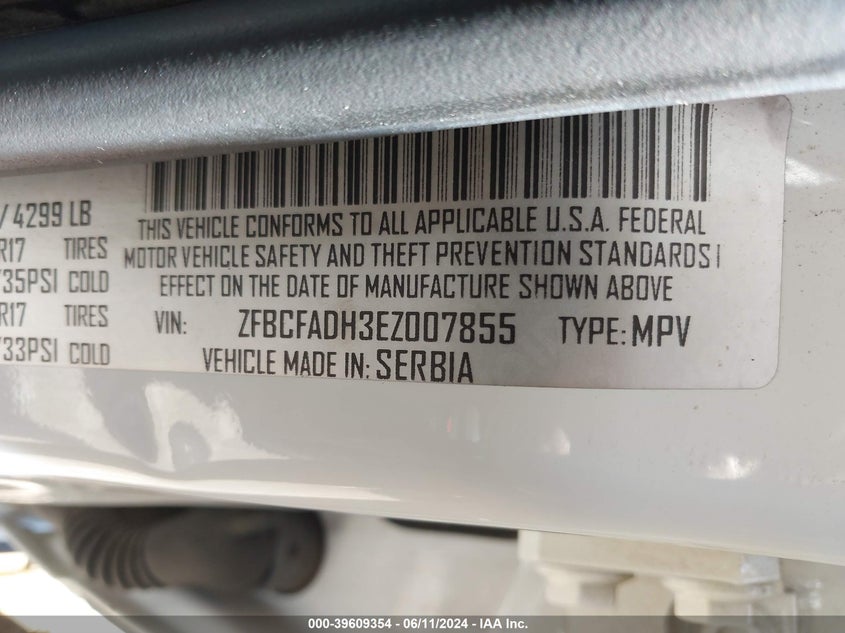 / 4299 LB
R17 TIRES
/35PSI COLD
R17 TIRES
/33PSI COLD
THIS VEHICLE CONFORMS TO ALL APPLICABLE U.S.A. FEDERAL
MOTOR VEHICLE SAFETY AND THEFT PREVENTION STANDARDS I
EFFECT ON THE DATE OF MANUFACTURE SHOWN ABOVE
VIN: ZFBCFADH3EZ007855 TYPE: MPV
VEHICLE MADE IN: SERBIA
000-39609354 - 06/11/2024 - IAA Inc.